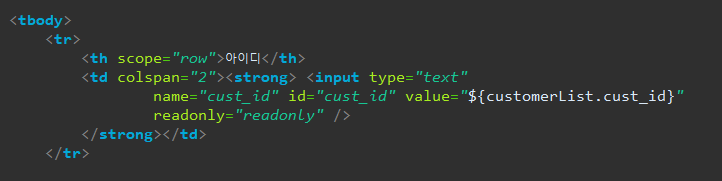 <tbody>
<tr>
<th scope="row">아이디</th>
<td colspan="2"><strong> <input type="text"
name="cust_id" id="cust_id" value="${customerList.cust_id}"
readonly="readonly" />
</strong></td>
</tr>